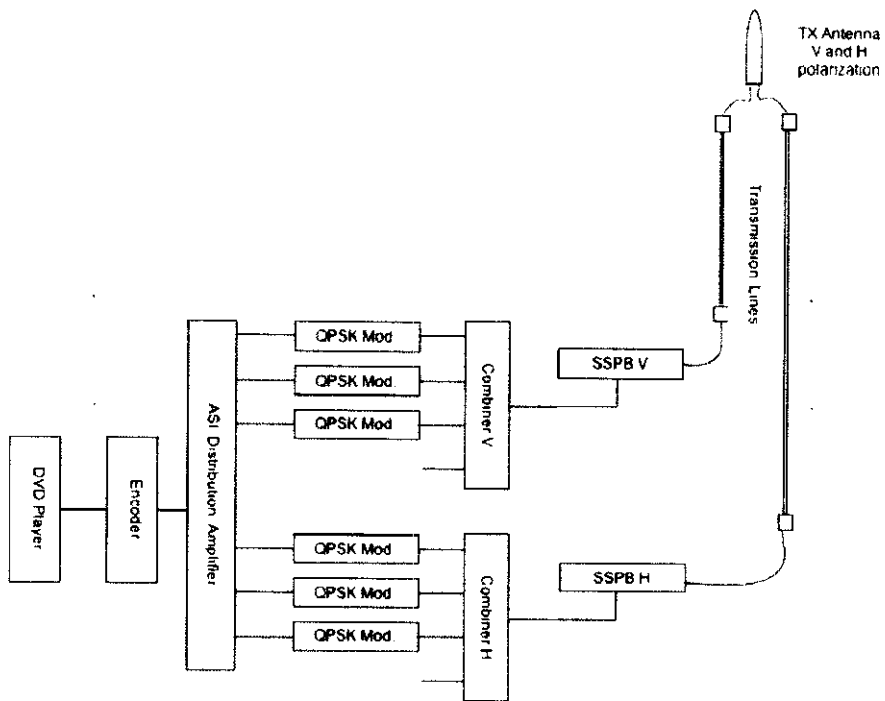 TX Antenna
V and H
polarization
Transmission Lines
QPSK Mod
QPSK Mod.
QPSK Mod
Combiner V
SSPB V
ASI Distribution Amplifier
DVD Player
Encoder
QPSK Mod
QPSK Mod.
QPSK Mod.
Combiner H
SSPB H